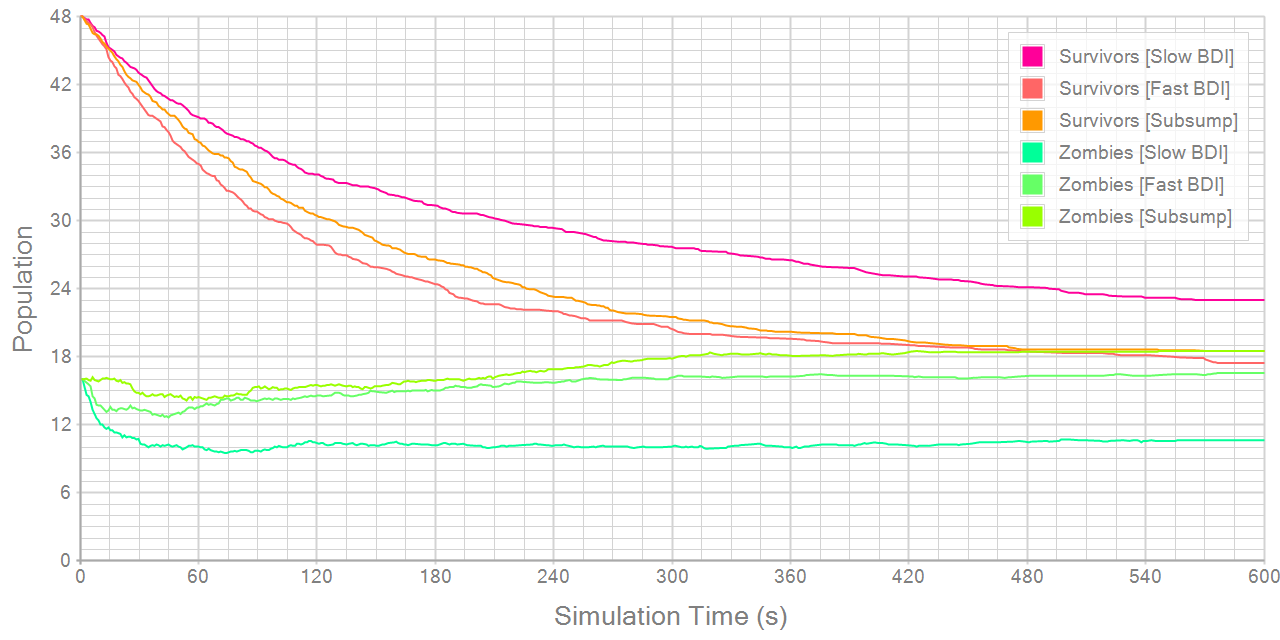 48
42
36
30
24
18
12
6
0
Population
Survivors [Slow BDI]
Survivors [Fast BDI]
Survivors [Subsump]
Zombies [Slow BDI]
Zombies [Fast BDI]
Zombies [Subsump]
0 60 120 180 240 300 360 420 480 540 600
Simulation Time (s)